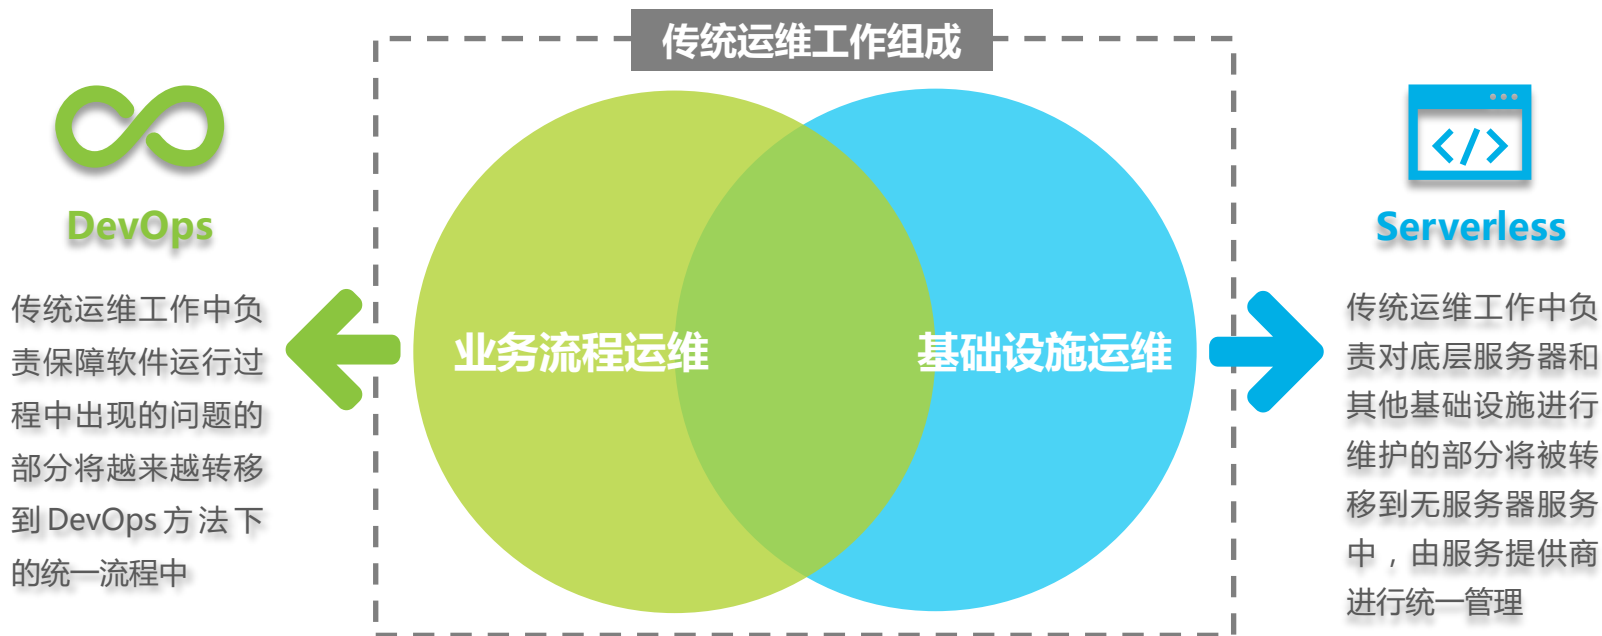 传统运维工作组成
DevOps
传统运维工作中负
责保障软件运行过
程中出现的问题的
部分将越来越转移
到DevOps方法下
的统一流程中
业务流程运维
基础设施运维
</>
Serverless
传统运维工作中负
责对底层服务器和
其他基础设施进行
维护的部分将被转
移到无服务器服务
中，由服务提供商
进行统一管理